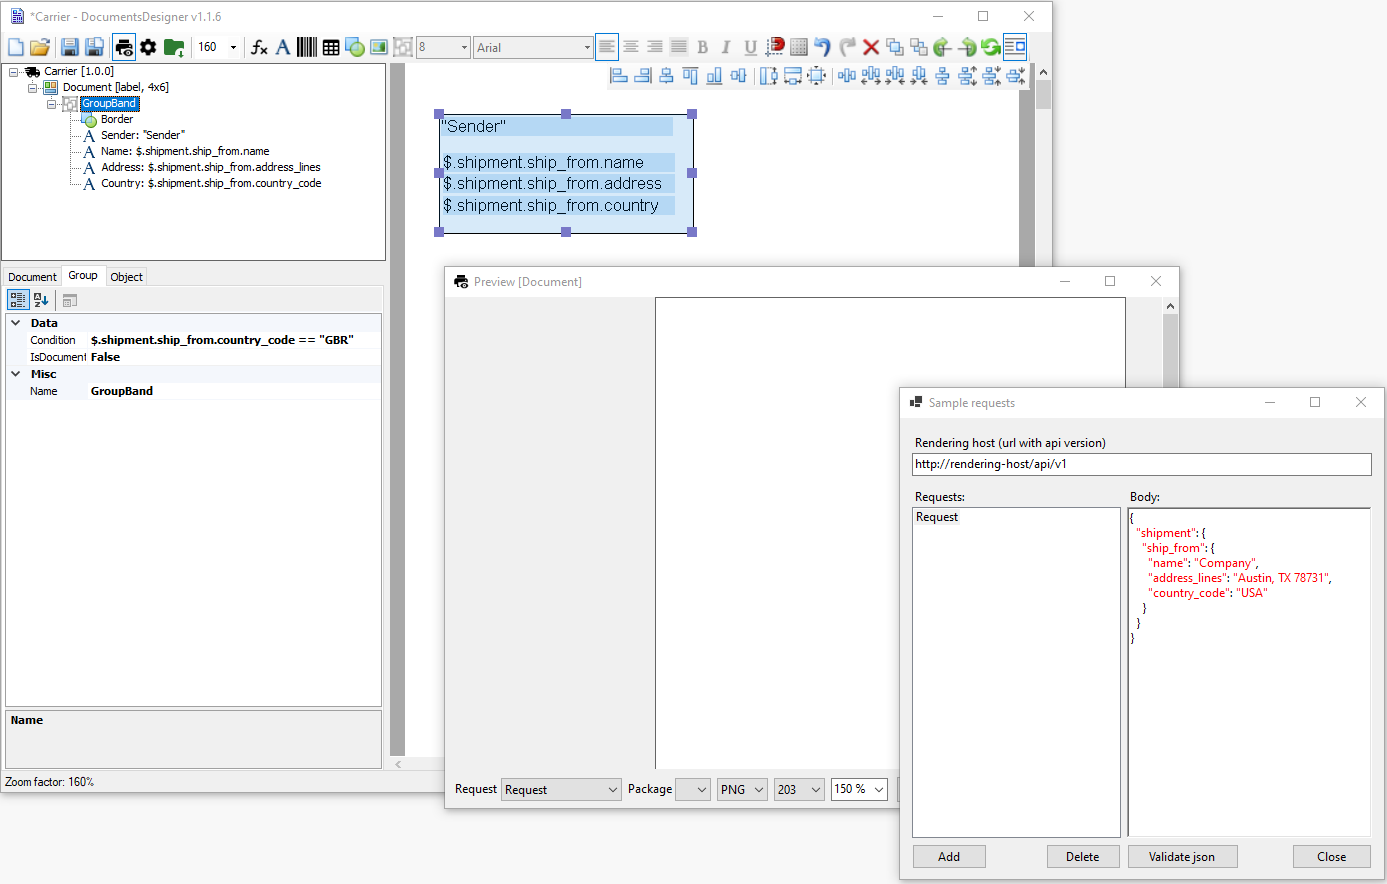 *Carrier - DocumentsDesigner v1.1.6
160
fx A
8
Arial
B I U
Carrier [1.0.0]
Document [label, 4x6]
GroupBand
Border
A Sender: "Sender"
A Name: $.shipment.ship_from.name
A Address: $.shipment.ship_from.address_lines
A Country: $.shipment.ship_from.country_code
"Sender"
$.shipment.ship_from.name
$.shipment.ship_from.address
$.shipment.ship_from.country
Document Group Object
Data
Condition $.shipment.ship_from.country_code == "GBR"
IsDocument False
Misc
Name GroupBand
Name
Zoom factor: 160%
Preview [Document]
Request Request Package PNG 203 150 %
Sample requests
Rendering host (url with api version)
http://rendering-host/api/v1
Requests:
Request
Body:
{
"shipment": {
"ship_from": {
"name": "Company",
"address_lines": "Austin, TX 78731",
"country_code": "USA"
}
}
}
Add Delete Validate json Close